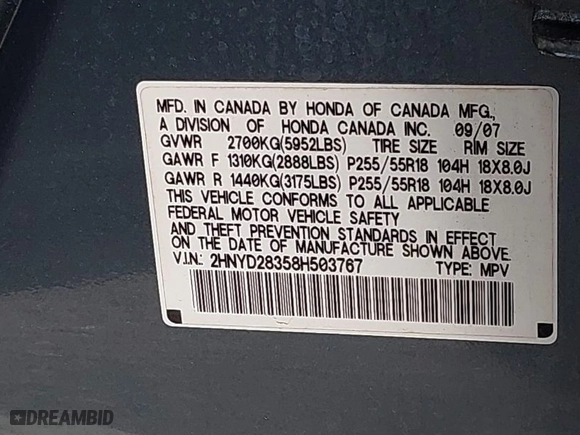 MFD. IN CANADA BY HONDA OF CANADA MFG.,
A DIVISION OF HONDA CANADA INC. 09/07
GVWR 2700KG(5952LBS) TIRE SIZE RIM SIZE
GAWR F 1310KG(2888LBS) P255/55R18 104H 18X8.0J
GAWR R 1440KG(3175LBS) P255/55R18 104H 18X8.0J
THIS VEHICLE CONFORMS TO ALL APPLICABLE
FEDERAL MOTOR VEHICLE SAFETY
AND THEFT PREVENTION STANDARDS IN EFFECT
ON THE DATE OF MANUFACTURE SHOWN ABOVE.
V.I.N.: 2HNYD28358H503767 TYPE: MPV
DREAMBID